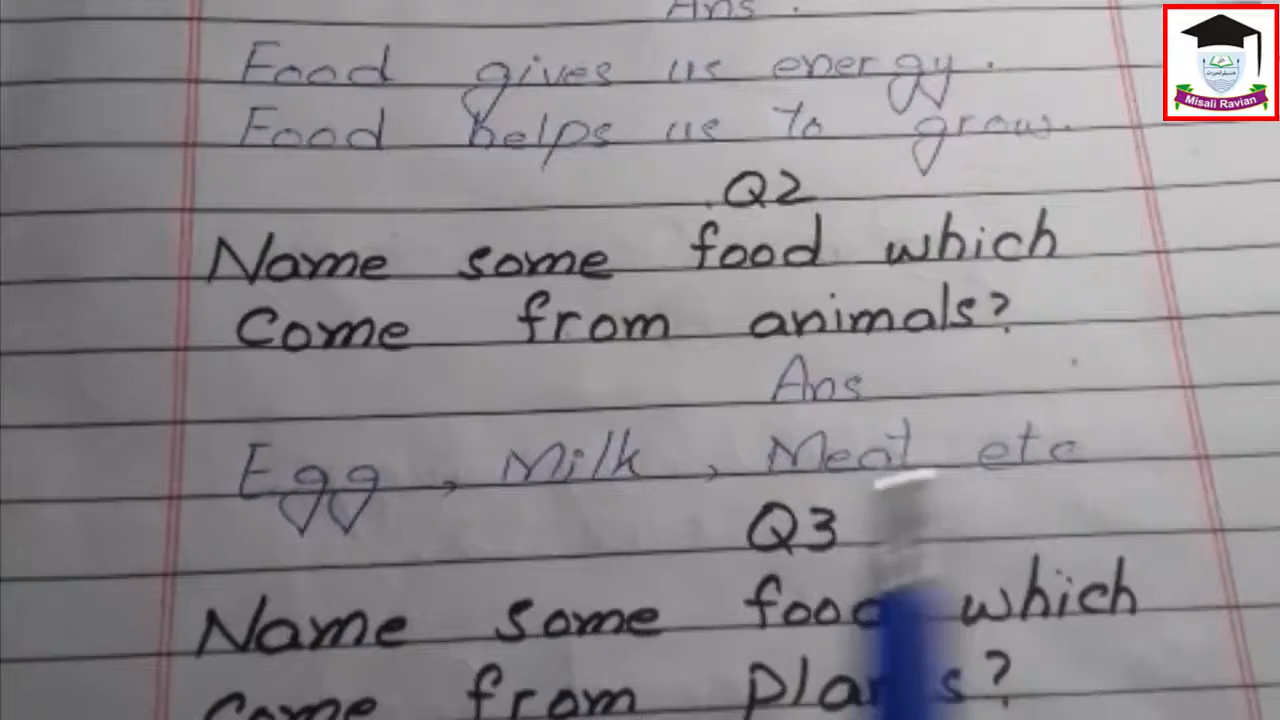 Ans.
Food gives us energy.
Food helps us to grow.
Q2
Name some food which
Come from animals?
Ans
Egg, Milk, Meat etc
Q3
Name some food which
Come from plants?
Misali Ravian